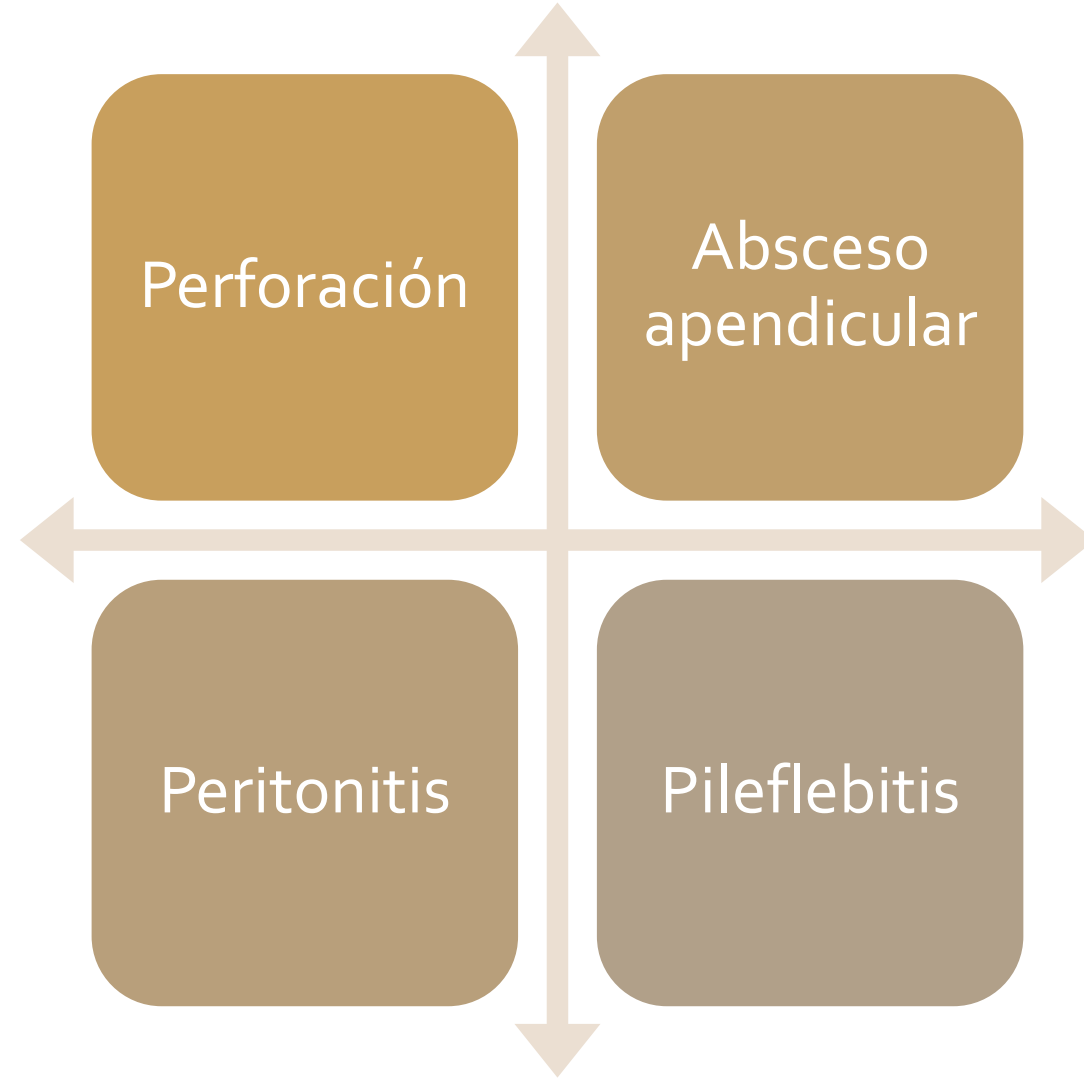 Perforación
Absceso
apendicular
Peritonitis
Pileflebitis